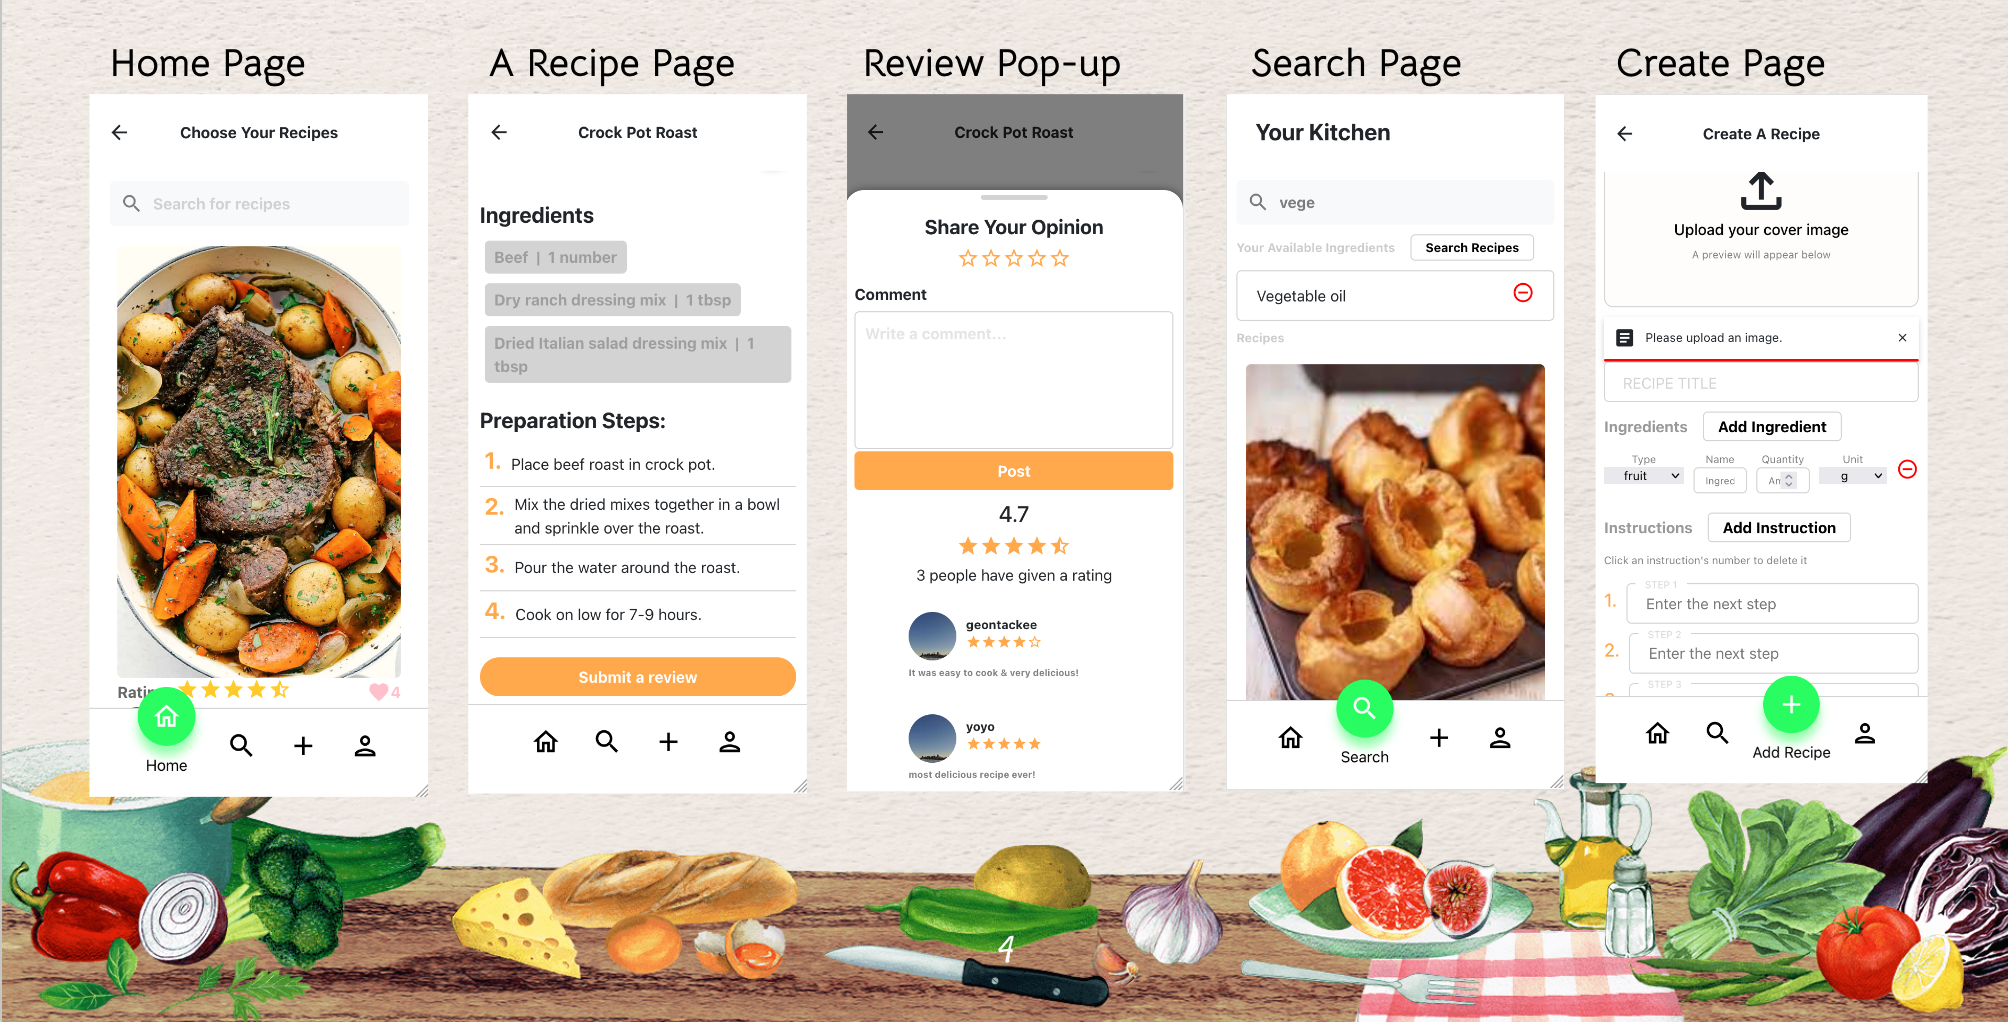 Home Page
Choose Your Recipes
Search for recipes
4
Home
A Recipe Page
Crock Pot Roast
Ingredients
Beef | 1 number
Dry ranch dressing mix | 1 tbsp
Dried Italian salad dressing mix | 1
tbsp
Preparation Steps:
1. Place beef roast in crock pot.
2. Mix the dried mixes together in a bowl
and sprinkle over the roast.
3. Pour the water around the roast.
4. Cook on low for 7-9 hours.
Submit a review
Review Pop-up
Crock Pot Roast
Share Your Opinion
Comment
Write a comment...
Post
4.7
3 people have given a rating
geontackee
It was easy to cook & very delicious!
yoyo
most delicious recipe ever!
Search Page
Your Kitchen
vege
Your Available Ingredients Search Recipes
Vegetable oil
Recipes
Search
Create Page
Create A Recipe
Upload your cover image
A preview will appear below
Please upload an image.
RECIPE TITLE
Ingredients Add Ingredient
Type Name Quantity Unit
fruit Ingred An g
Instructions Add Instruction
Click an instruction's number to delete it
STEP 1
1. Enter the next step
STEP 2
2. Enter the next step
STEP 3
Add Recipe
4